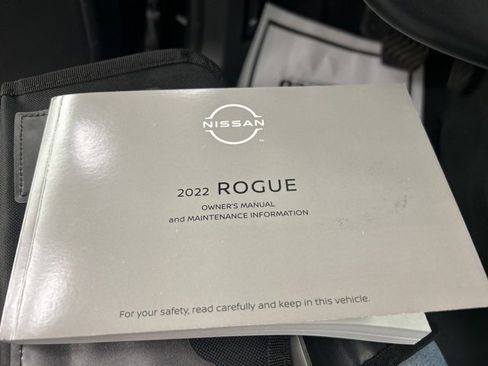 NISSAN
2022 ROGUE
OWNER'S MANUAL
and MAINTENANCE INFORMATION
For your safety, read carefully and keep in this vehicle.